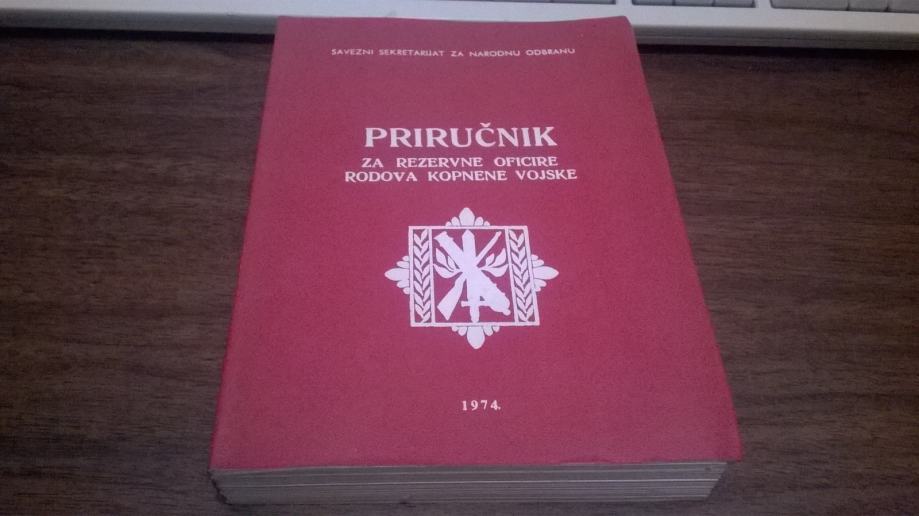 SAVEZNI SEKRETARIJAT ZA NARODNU ODBRANU
PRIRUČNIK
ZA REZERVNE OFICIRE
RODOVA KOPNENE VOJSKE
1974.